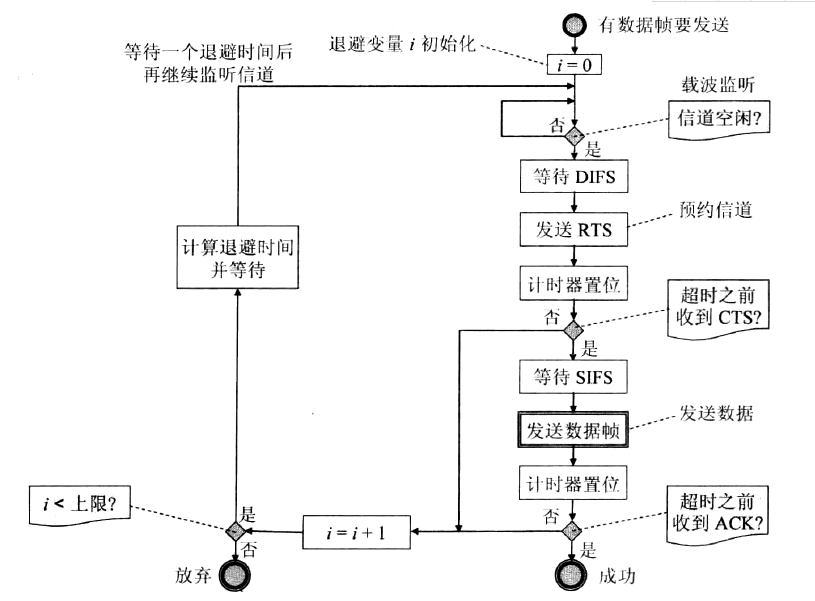 有数据帧要发送
等待一个退避时间后
再继续监听信道
退避变量 i 初始化
i = 0
载波监听
信道空闲?
否
是
等待 DIFS
预约信道
发送 RTS
计算退避时间
并等待
计时器置位
超时之前
收到 CTS?
否
是
等待 SIFS
发送数据
发送数据帧
计时器置位
i < 上限?
超时之前
收到 ACK?
是
否
i = i + 1
否
是
放弃
成功